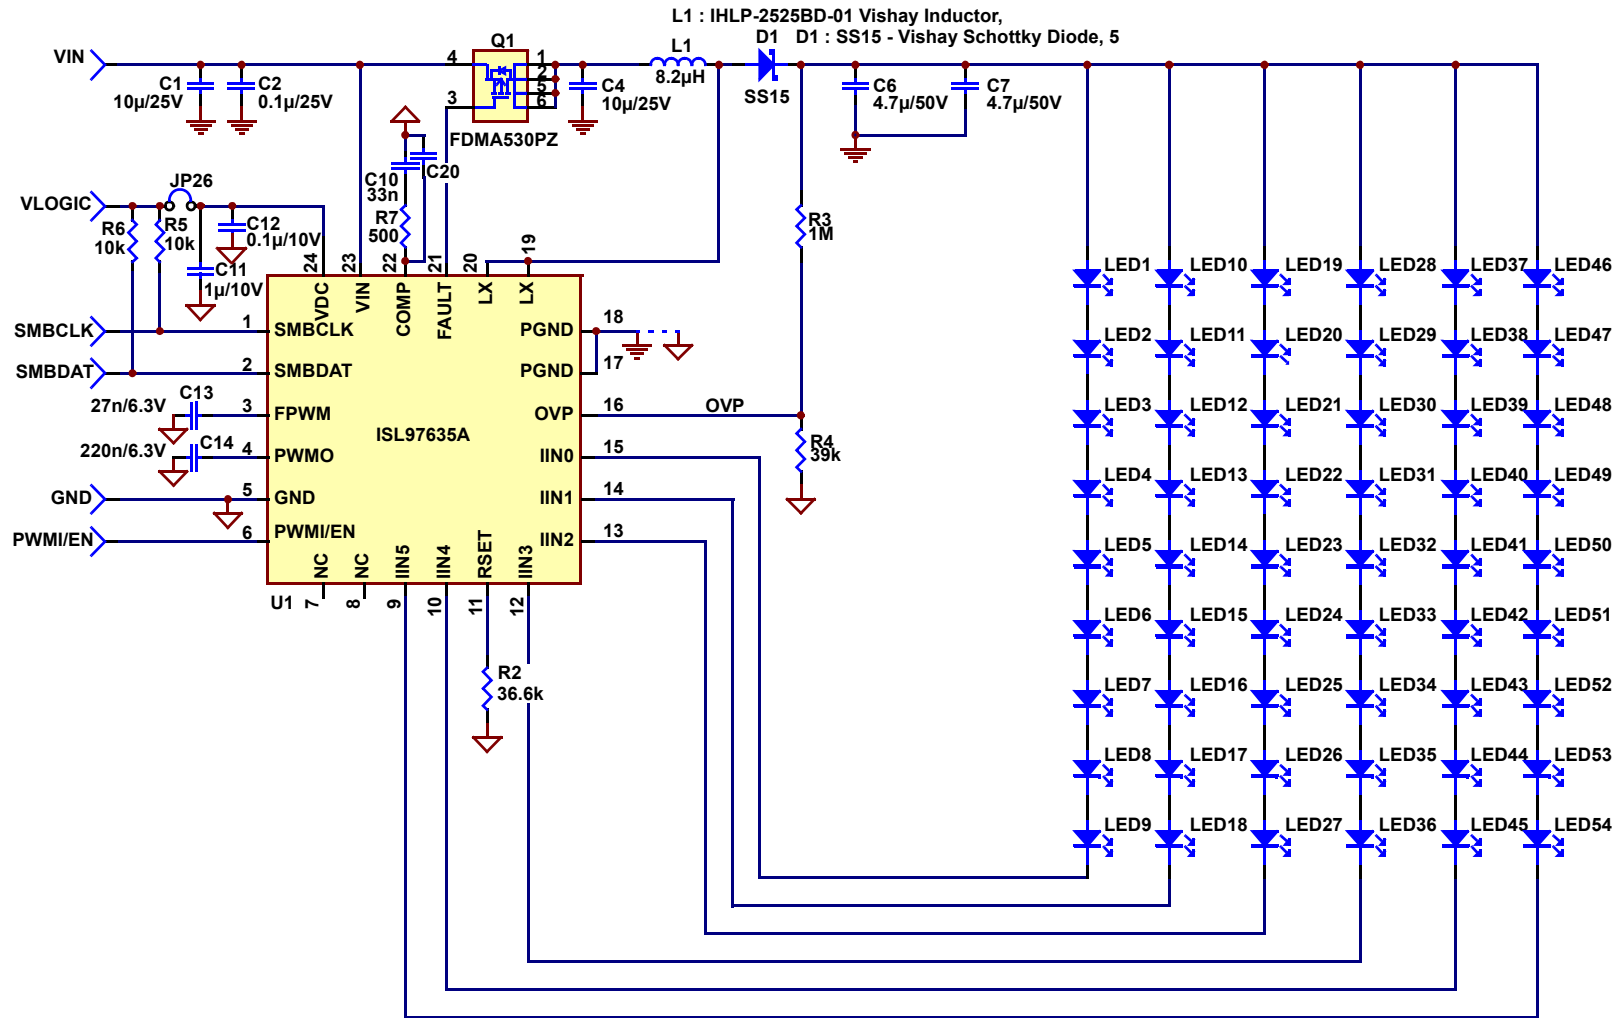 L1 : IHLP-2525BD-01 Vishay Inductor,
D1 D1 : SS15 - Vishay Schottky Diode, 5
VIN
C1
10µ/25V
C2
0.1µ/25V
Q1
4
3
1
2
5
6
FDMA530PZ
C4
10µ/25V
L1
8.2µH
SS15
C6
4.7µ/50V
C7
4.7µ/50V
VLOGIC
JP26
R6
10k
R5
10k
C12
0.1µ/10V
C11
1µ/10V
C10
33n
C20
R7
500
R3
1M
24
23
22
21
20
19
VDC
VIN
COMP
FAULT
LX
LX
SMBCLK
1
SMBCLK
SMBDAT
2
SMBDAT
27n/6.3V
C13
3
FPWM
220n/6.3V
C14
4
PWMO
GND
5
GND
PWMI/EN
6
PWMI/EN
ISL97635A
PGND
18
PGND
17
OVP
16
OVP
IIN0
15
IIN1
14
IIN2
13
R4
39k
NC
NC
IIN5
IIN4
RSET
IIN3
U1
7
8
9
10
11
12
R2
36.6k
LED1 LED10 LED19 LED28 LED37 LED46
LED2 LED11 LED20 LED29 LED38 LED47
LED3 LED12 LED21 LED30 LED39 LED48
LED4 LED13 LED22 LED31 LED40 LED49
LED5 LED14 LED23 LED32 LED41 LED50
LED6 LED15 LED24 LED33 LED42 LED51
LED7 LED16 LED25 LED34 LED43 LED52
LED8 LED17 LED26 LED35 LED44 LED53
LED9 LED18 LED27 LED36 LED45 LED54